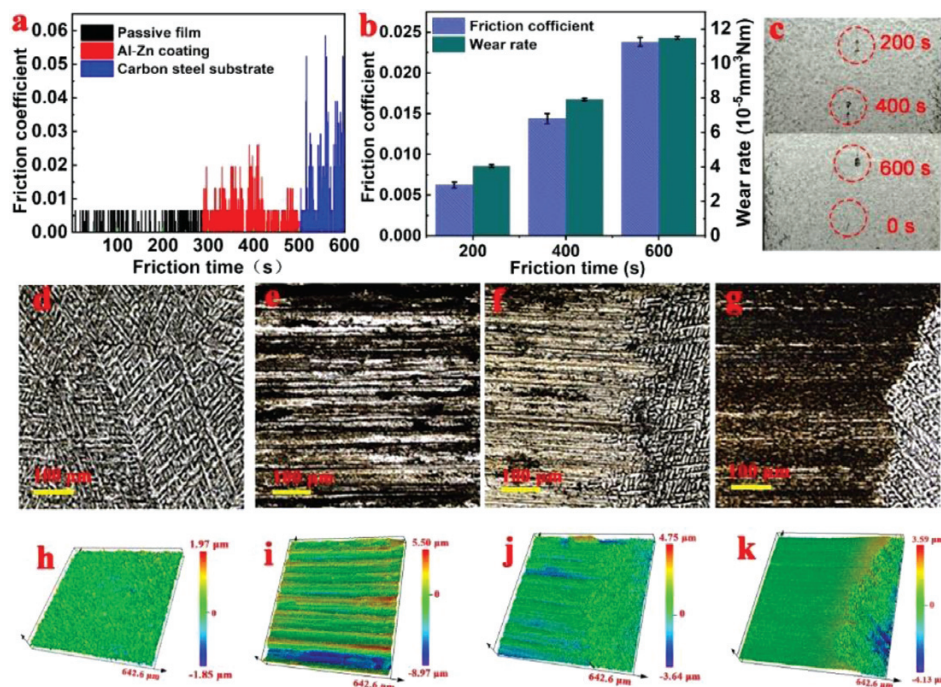 a
0.06
0.05
0.04
0.03
0.02
0.01
0.00
Friction coefficient
Passive film
Al-Zn coating
Carbon steel substrate
100 200 300 400 500 600
Friction time (s)
b
0.025
0.020
0.015
0.010
0.005
0.000
Friction cofficient
Friction cofficient
Wear rate
12
10
8
6
4
2
0
Wear rate (10-5mm3Nm)
200 400 600
Friction time (s)
c
200 s
400 s
600 s
0 s
d
100 μm
e
100 μm
f
100 μm
g
100 μm
h
1.97 μm
0
-1.85 μm
642.6 μm
i
5.50 μm
0
-8.97 μm
642.6 μm
j
4.75 μm
0
-3.64 μm
642.6 μm
k
3.59 μm
0
-4.13 μm
642.6 μm